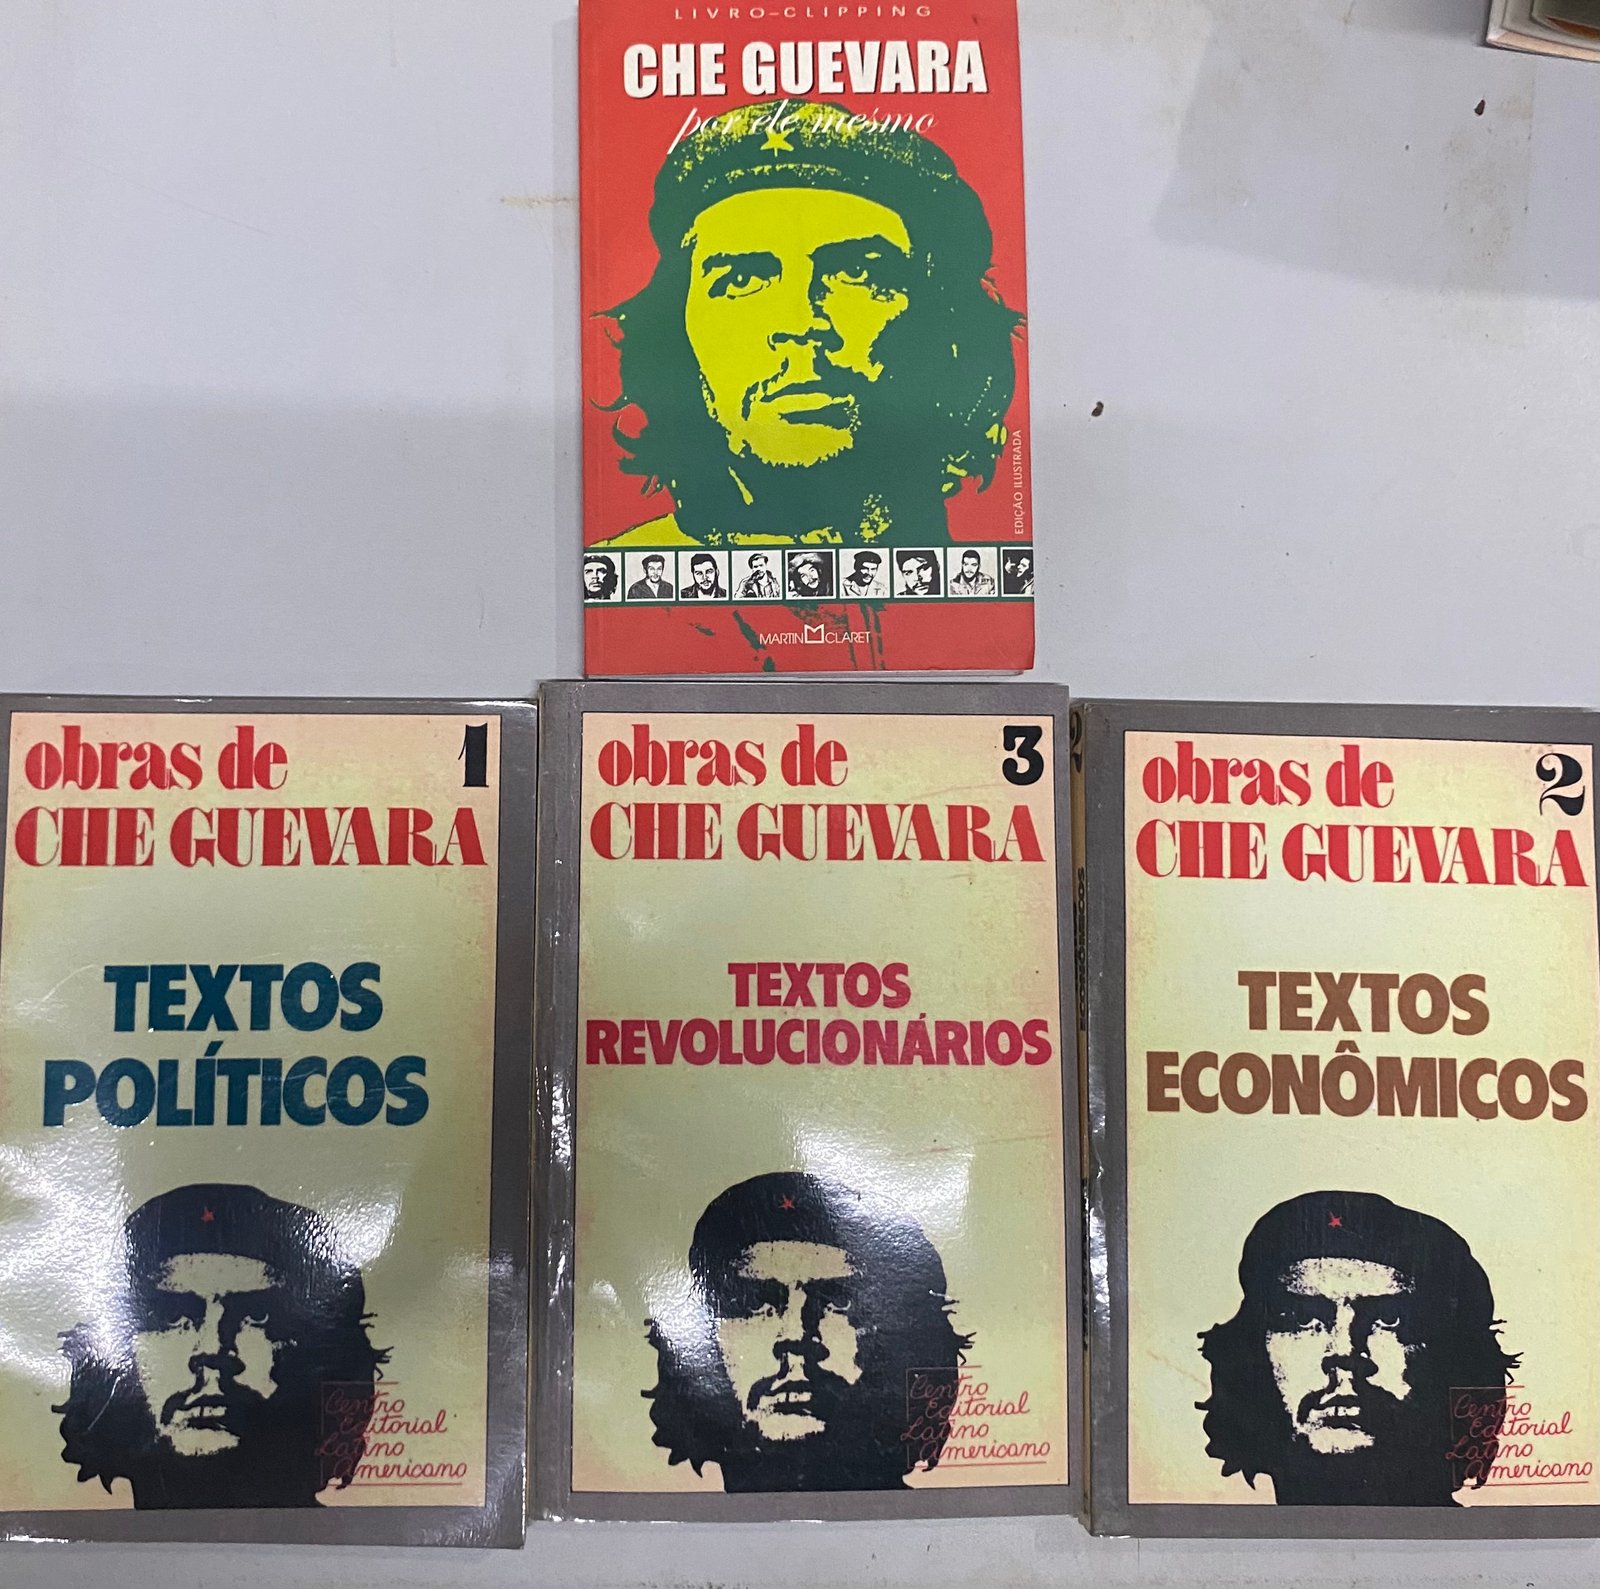 LIVRO-CLIPPING
CHE GUEVARA
por ele mesmo
EDIÇÃO ILUSTRADA
MARTIN CLARET
obras de 1
CHE GUEVARA
TEXTOS
POLÍTICOS
Centro
Editorial
Latino
Americano
obras de 3
CHE GUEVARA
TEXTOS
REVOLUCIONÁRIOS
Centro
Editorial
Latino
Americano
2
ECONÔMICOS
obras de 2
CHE GUEVARA
TEXTOS
ECONÔMICOS
Centro
Editorial
Latino
Americano